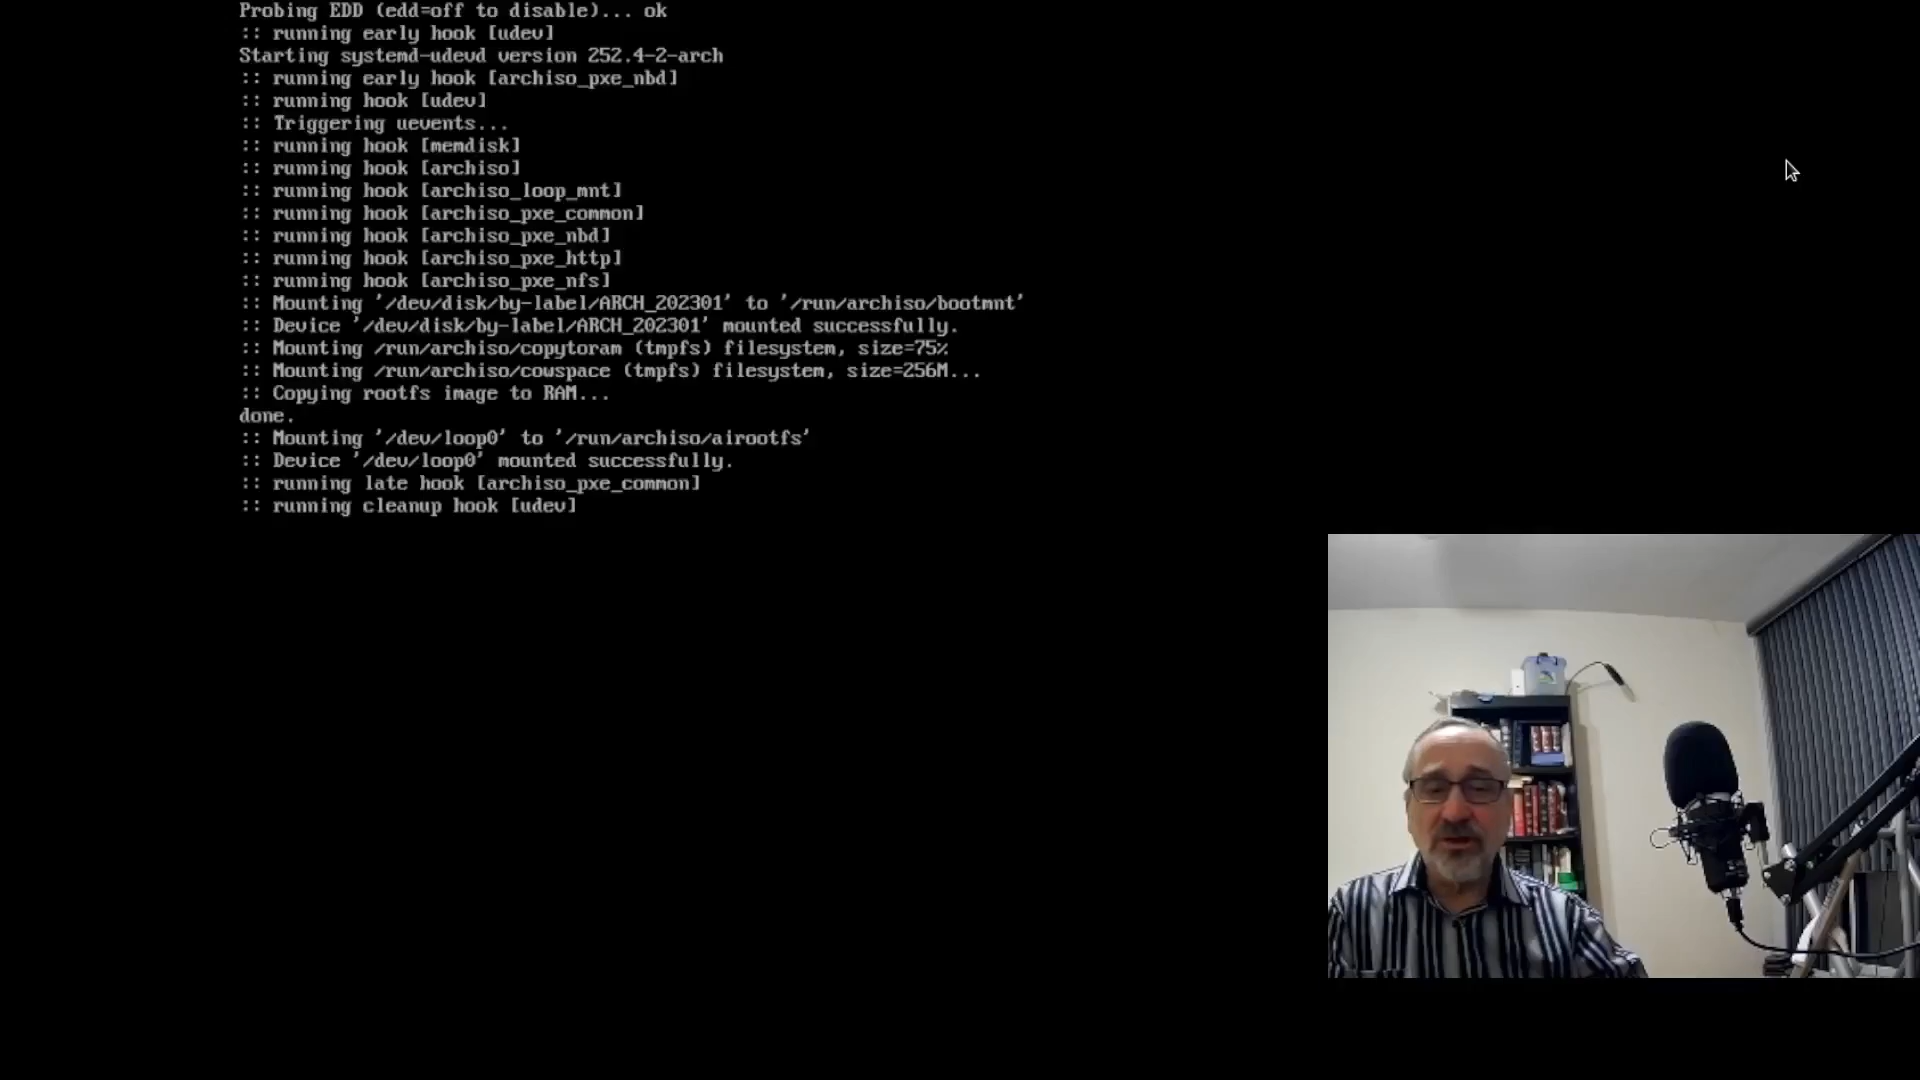 Probing EDD (edd=off to disable)... ok
:: running early hook [udev]
Starting systemd-udevd version 252.4-2-arch
:: running early hook [archiso_pxe_nbd]
:: running hook [udev]
:: Triggering uevents...
:: running hook [memdisk]
:: running hook [archiso]
:: running hook [archiso_loop_mnt]
:: running hook [archiso_pxe_common]
:: running hook [archiso_pxe_nbd]
:: running hook [archiso_pxe_http]
:: running hook [archiso_pxe_nfs]
:: Mounting '/dev/disk/by-label/ARCH_202301' to '/run/archiso/bootmnt'
:: Device '/dev/disk/by-label/ARCH_202301' mounted successfully.
:: Mounting /run/archiso/copytoram (tmpfs) filesystem, size=75%
:: Mounting /run/archiso/cowspace (tmpfs) filesystem, size=256M...
:: Copying rootfs image to RAM...
done.
:: Mounting '/dev/loop0' to '/run/archiso/airootfs'
:: Device '/dev/loop0' mounted successfully.
:: running late hook [archiso_pxe_common]
:: running cleanup hook [udev]